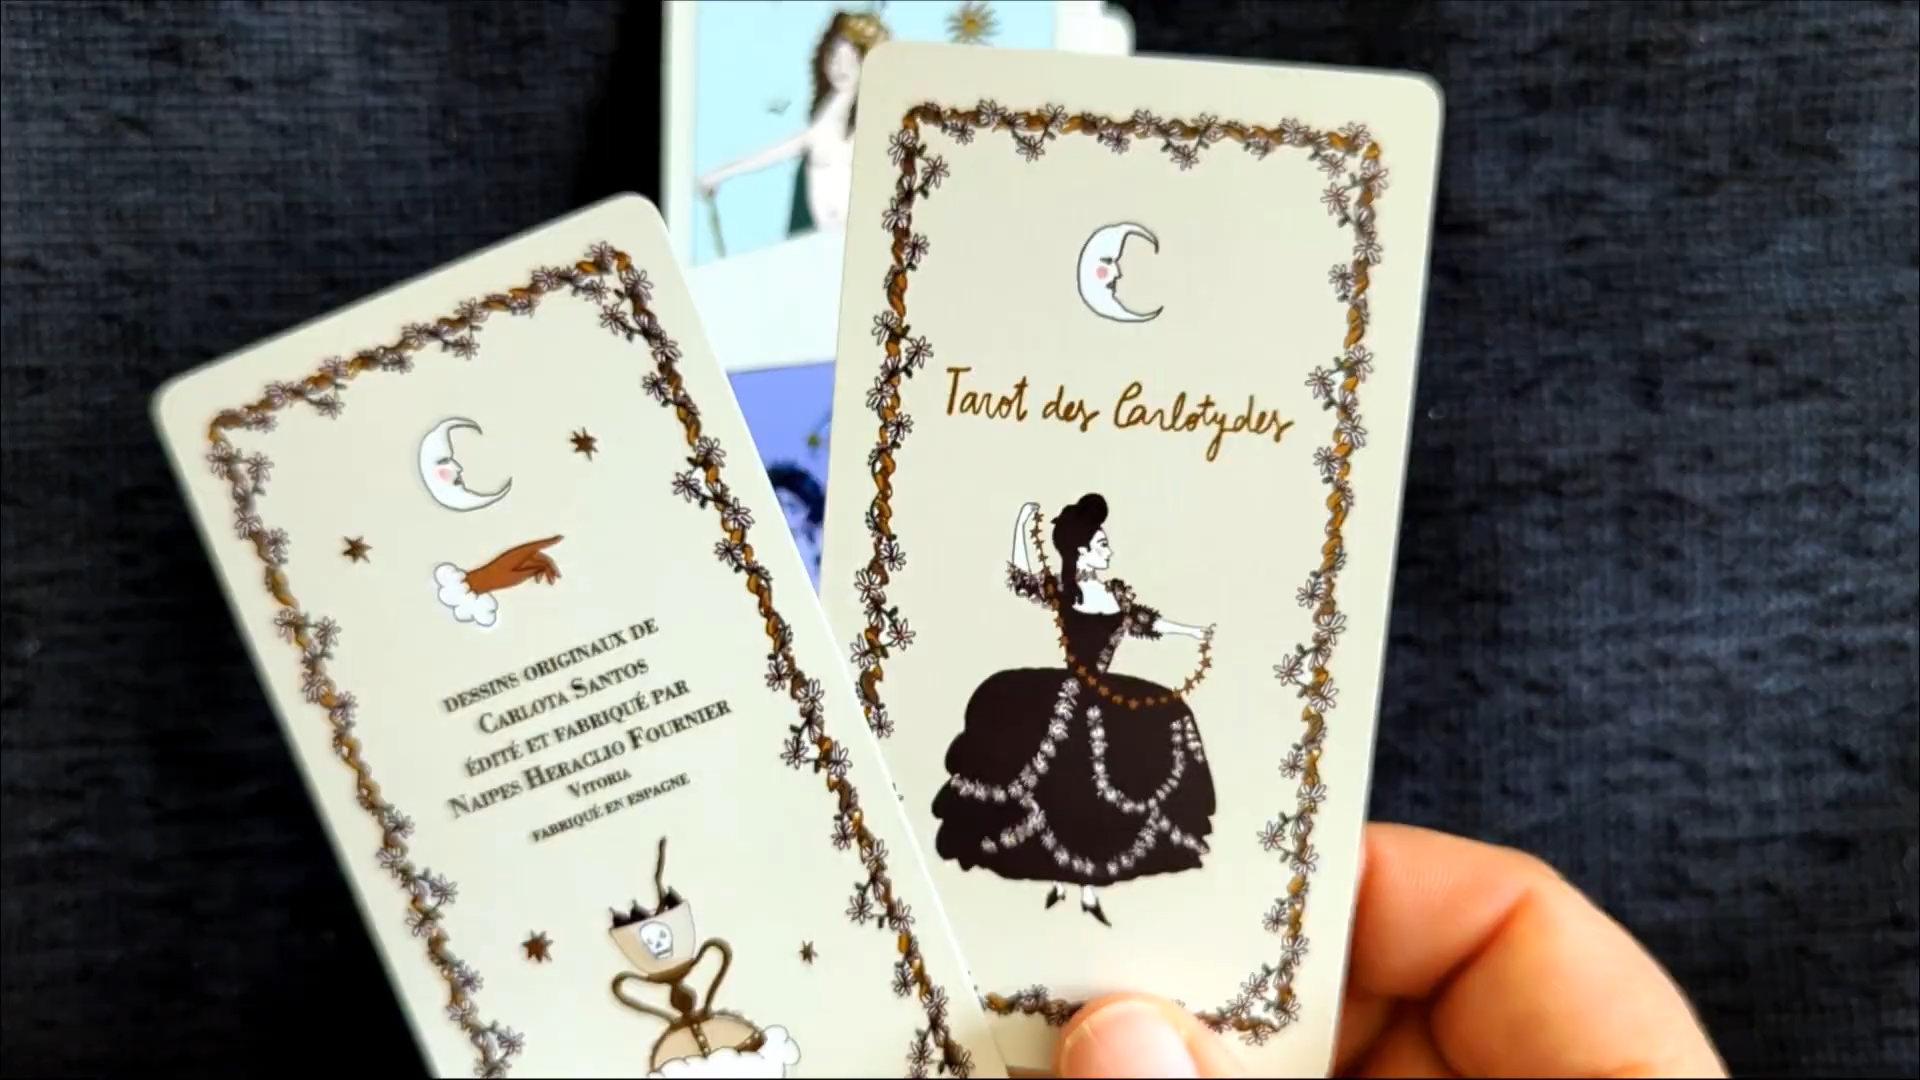 dessins originaux de
Carlota Santos
édité et fabriqué par
Naipes Heraclio Fournier
Vitoria
fabriqué en espagne
Tarot des Carlotydes